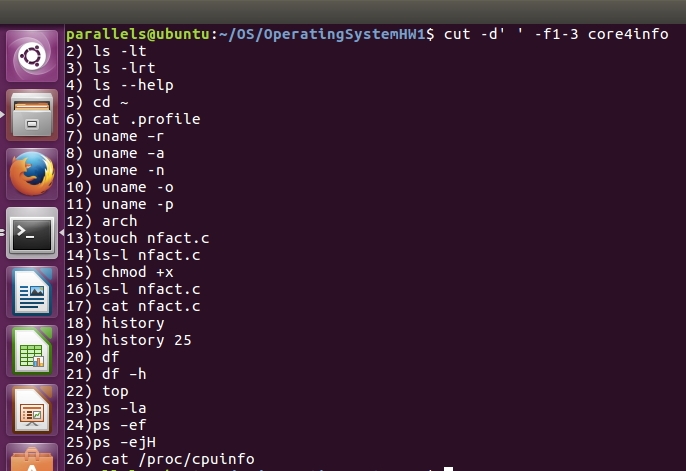 parallels@ubuntu:~/OS/OperatingSystemHW1$ cut -d' ' -f1-3 core4info
2) ls -lt
3) ls -lrt
4) ls --help
5) cd ~
6) cat .profile
7) uname –r
8) uname –a
9) uname -n
10) uname -o
11) uname -p
12) arch
13)touch nfact.c
14)ls-l nfact.c
15) chmod +x
16)ls-l nfact.c
17) cat nfact.c
18) history
19) history 25
20) df
21) df –h
22) top
23)ps –la
24)ps –ef
25)ps –ejH
26) cat /proc/cpuinfo